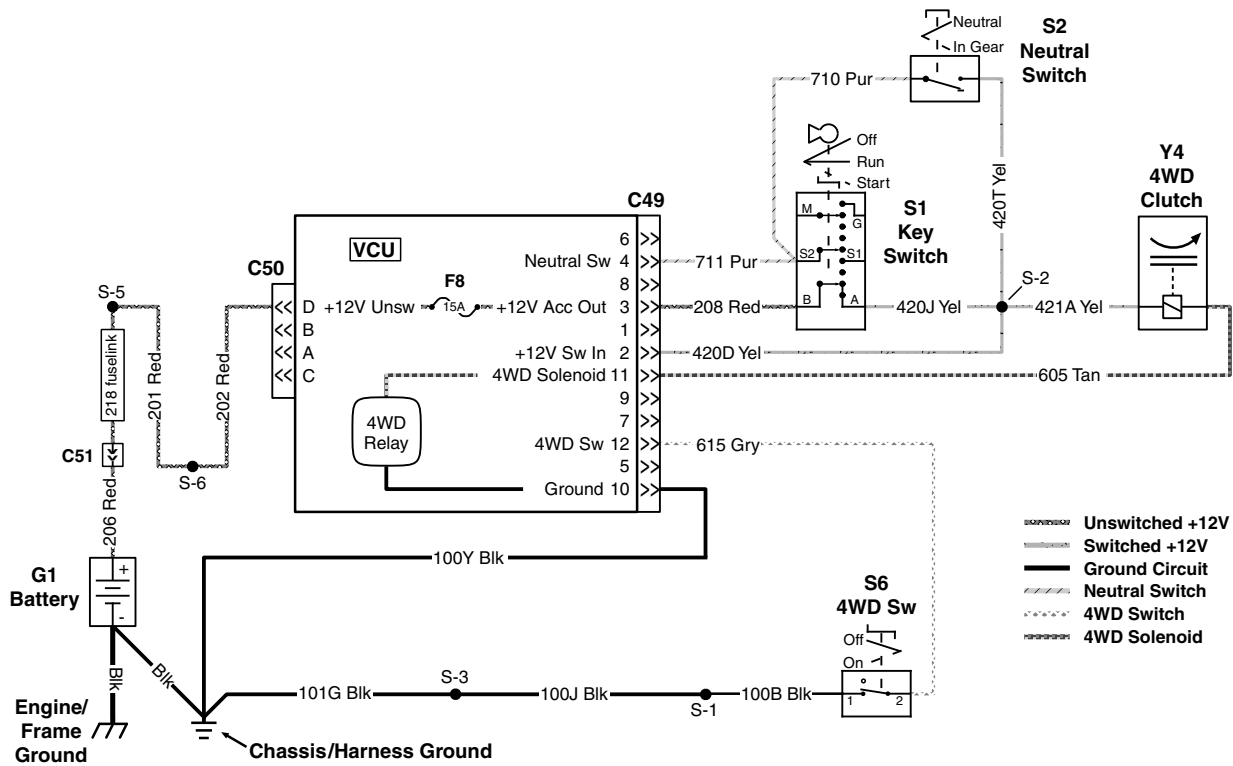 Neutral
In Gear
S2
Neutral
Switch
710 Pur
Off
Run
Start
Y4
4WD
Clutch
420T Yel
C49
M
G
S1
Key
Switch
6
VCU
Neutral Sw 4
711 Pur
S2
S1
C50
8
S-2
S-5
F8
D +12V Unsw
15A
+12V Acc Out 3
208 Red
B
A
420J Yel
421A Yel
B
1
A
+12V Sw In 2
420D Yel
C
4WD Solenoid 11
605 Tan
218 fuselink
201 Red
202 Red
9
4WD
Relay
7
4WD Sw 12
615 Gry
C51
S-6
5
Ground 10
206 Red
Unswitched +12V
Switched +12V
Ground Circuit
Neutral Switch
4WD Switch
4WD Solenoid
100Y Blk
G1
Battery
+
-
S6
4WD Sw
Off
On
Blk
Blk
101G Blk
S-3
100J Blk
S-1
100B Blk
1
2
Engine/
Frame
Ground
Chassis/Harness Ground